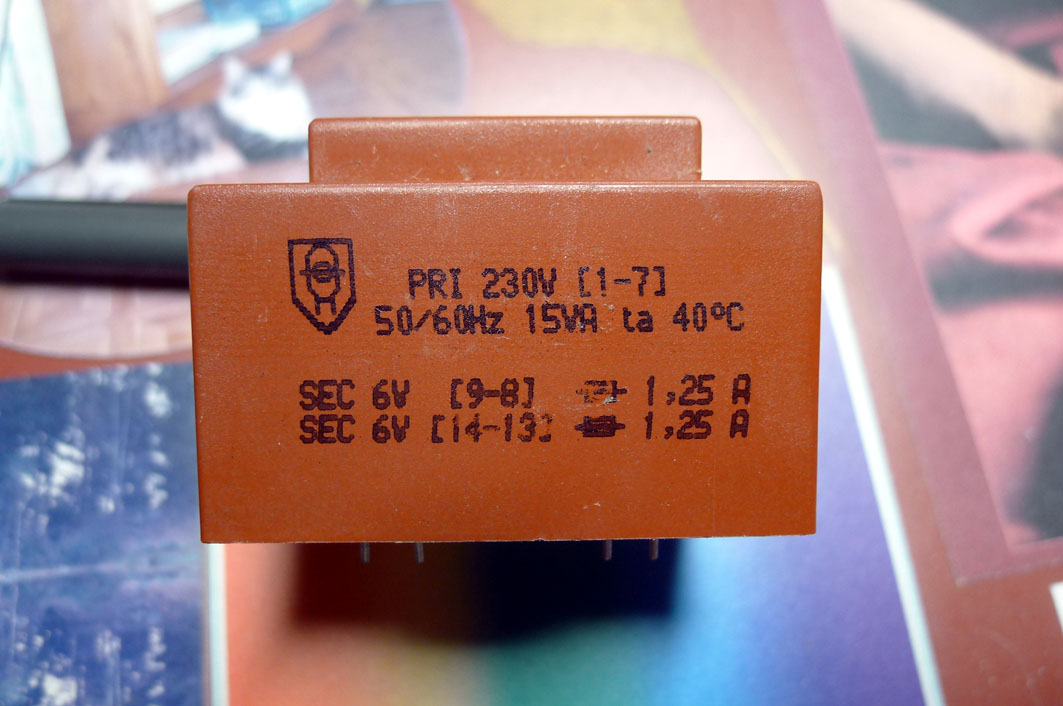 PRI 230V [1-7]
50/60Hz 15VA ta 40ºC
SEC 6V [9-8] 1,25 A
SEC 6V [14-13] 1,25 A